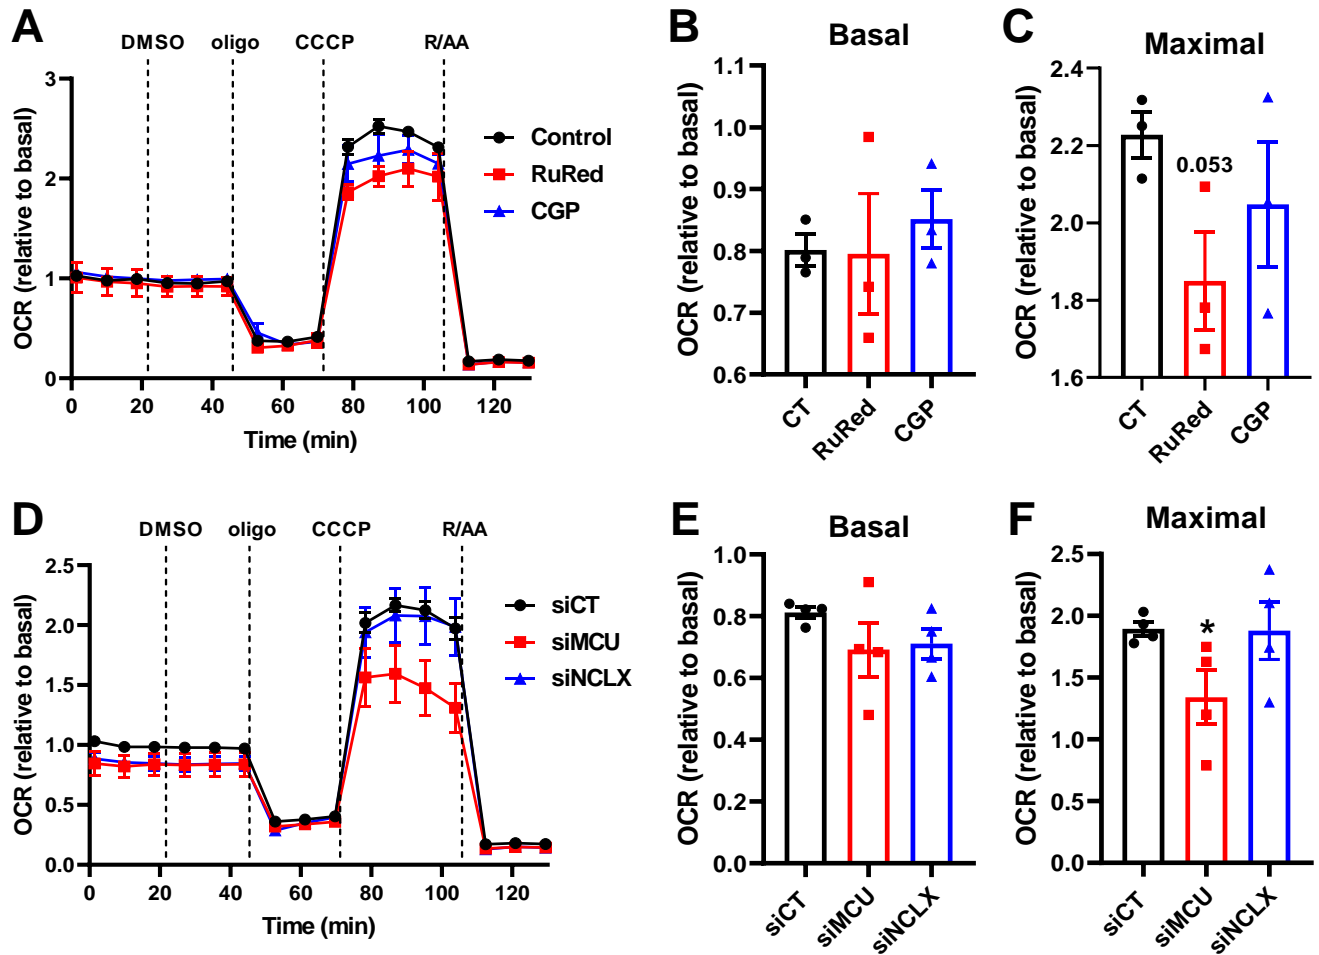 A
DMSO oligo CCCP R/AA
OCR (relative to basal)
3
2
1
0
0 20 40 60 80 100 120
Time (min)
Control
RuRed
CGP
B
Basal
OCR (relative to basal)
1.1
1.0
0.9
0.8
0.7
0.6
CT RuRed CGP
C
Maximal
OCR (relative to basal)
2.4
2.2
2.0
1.8
1.6
0.053
CT RuRed CGP
D
DMSO oligo CCCP R/AA
OCR (relative to basal)
2.5
2.0
1.5
1.0
0.5
0.0
0 20 40 60 80 100 120
Time (min)
siCT
siMCU
siNCLX
E
Basal
OCR (relative to basal)
1.0
0.8
0.6
0.4
0.2
0.0
siCT siMCU siNCLX
F
Maximal
OCR (relative to basal)
2.5
2.0
1.5
1.0
0.5
0.0
*
siCT siMCU siNCLX